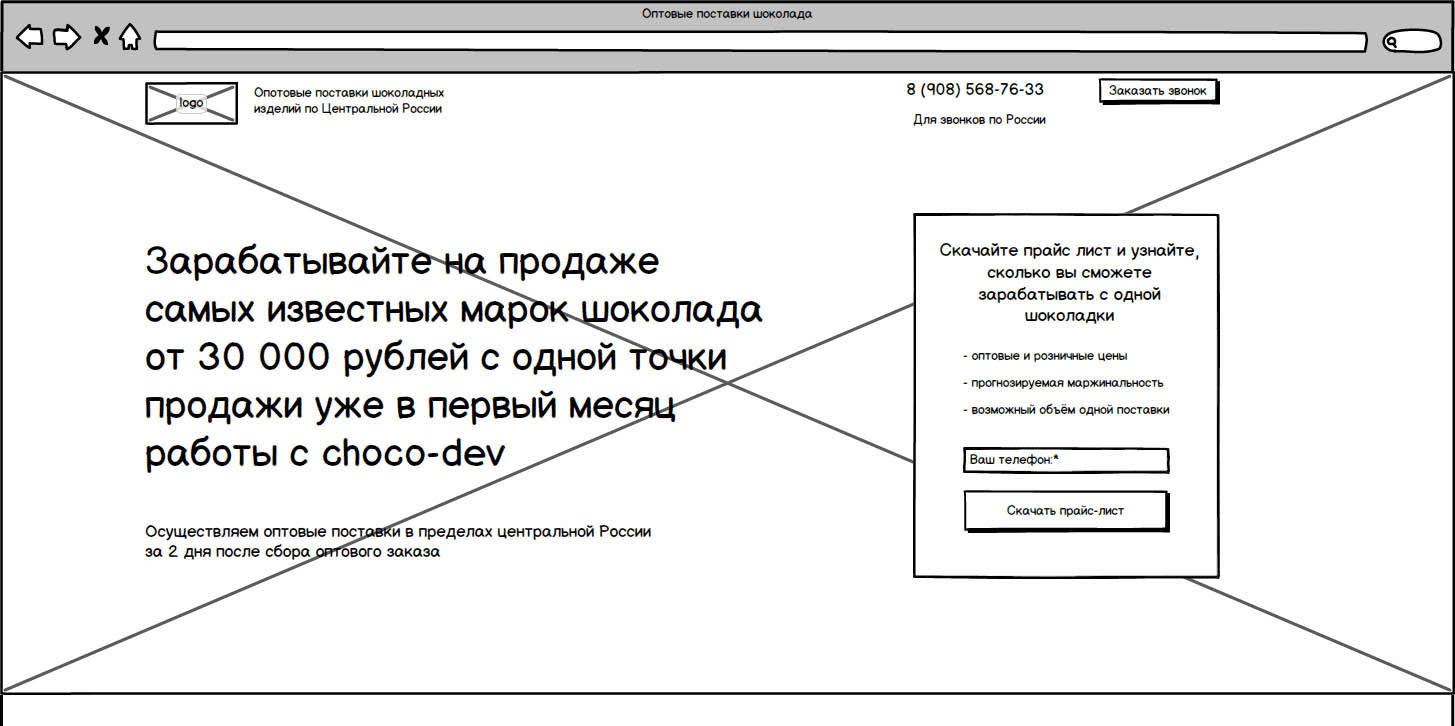 Оптовые поставки шоколада
logo
Опотовые поставки шоколадных
изделий по Центральной России
8 (908) 568-76-33
Для звонков по России
Заказать звонок
Зарабатывайте на продаже
самых известных марок шоколада
от 30 000 рублей с одной точки
продажи уже в первый месяц
работы с choco-dev
Осуществляем оптовые поставки в пределах центральной России
за 2 дня после сбора оптового заказа
Скачайте прайс лист и узнайте,
сколько вы сможете
зарабатывать с одной
шоколадки
- оптовые и розничные цены
- прогнозируемая маржинальность
- возможный объём одной поставки
Ваш телефон:*
Скачать прайс-лист